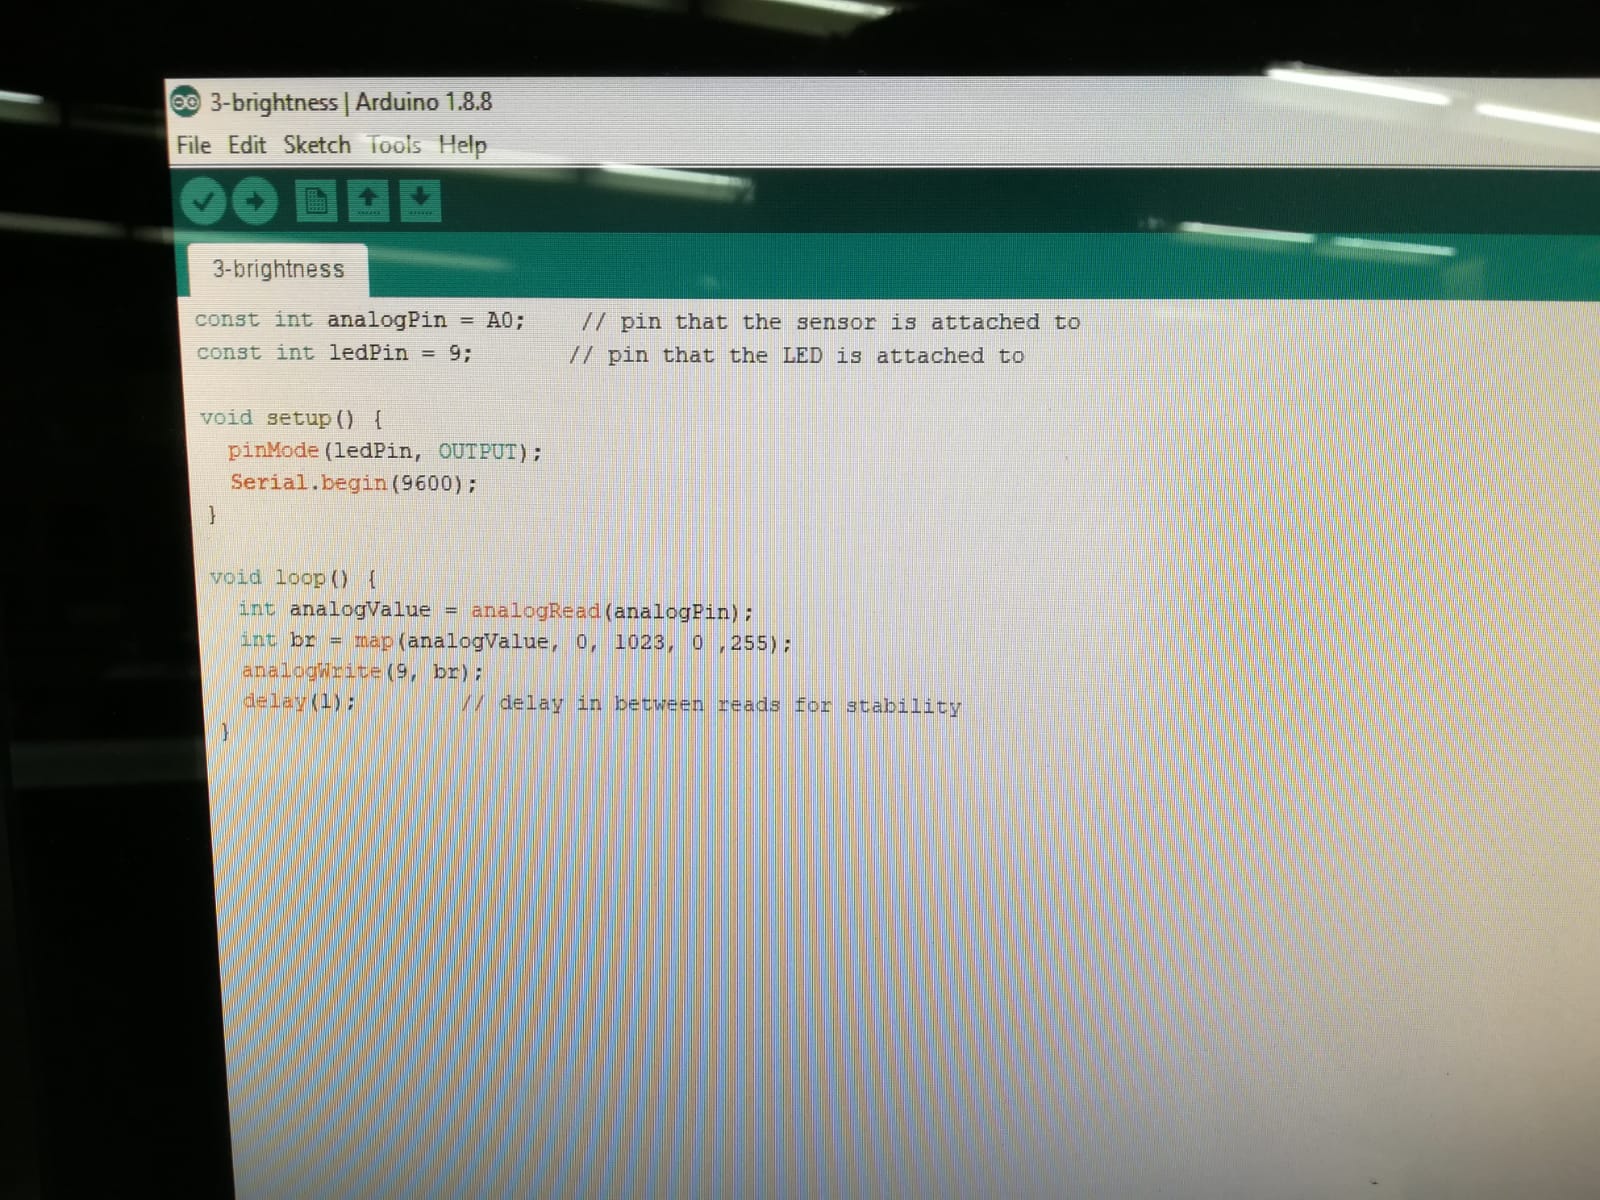 3-brightness | Arduino 1.8.8
File Edit Sketch Tools Help
3-brightness
const int analogPin = A0;    // pin that the sensor is attached to
const int ledPin = 9;       // pin that the LED is attached to
void setup() {
  pinMode(ledPin, OUTPUT);
  Serial.begin(9600);
}
void loop() {
  int analogValue = analogRead(analogPin);
  int br = map(analogValue, 0, 1023, 0 ,255);
  analogWrite(9, br);
  delay(1);        // delay in between reads for stability
}